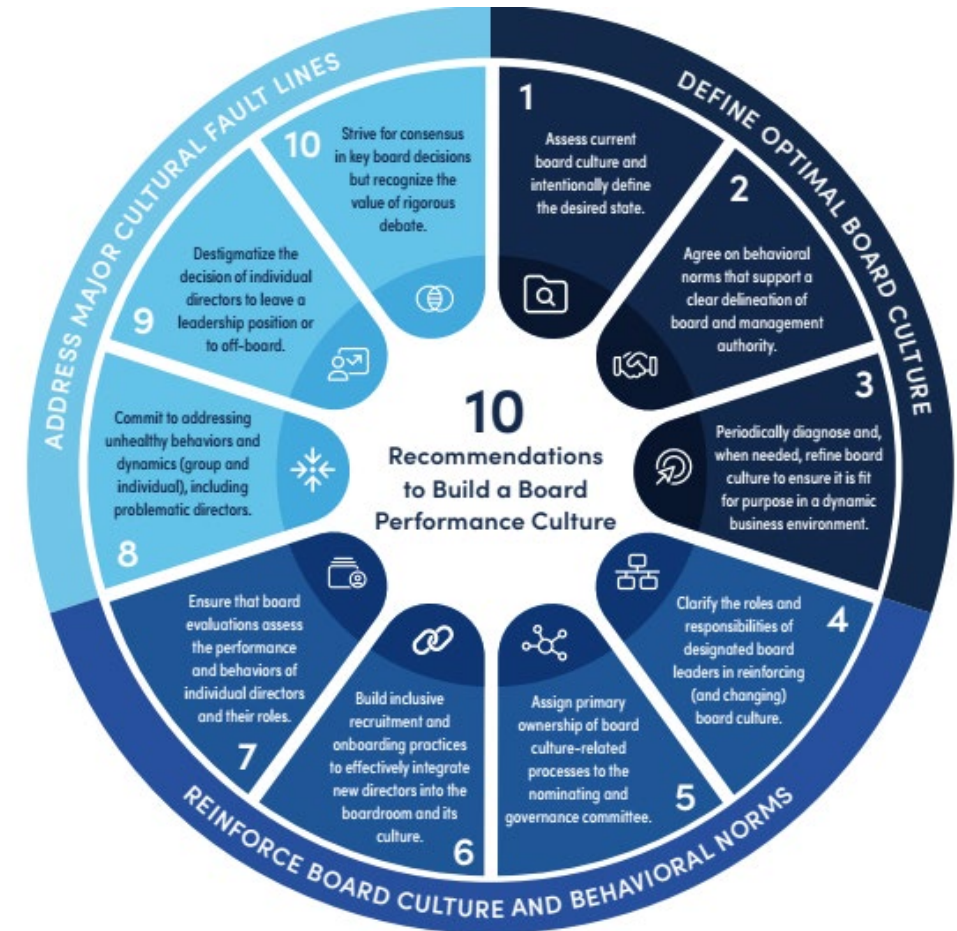 10
Recommendations
to Build a Board
Performance Culture
DEFINE OPTIMAL BOARD CULTURE
1
Assess current
board culture and
intentionally define
the desired state.
2
Agree on behavioral
norms that support a
clear delineation of
board and management
authority.
3
Periodically diagnose and,
when needed, refine board
culture to ensure it is fit
for purpose in a dynamic
business environment.
REINFORCE BOARD CULTURE AND BEHAVIORAL NORMS
4
Clarify the roles and
responsibilities of
designated board
leaders in reinforcing
(and changing)
board culture.
5
Assign primary
ownership of board
culture-related
processes to the
nominating and
governance committee.
6
Build inclusive
recruitment and
onboarding practices
to effectively integrate
new directors into the
boardroom and its
culture.
7
Ensure that board
evaluations assess
the performance
and behaviors of
individual directors
and their roles.
ADDRESS MAJOR CULTURAL FAULT LINES
8
Commit to addressing
unhealthy behaviors and
dynamics (group and
individual), including
problematic directors.
9
Destigmatize the
decision of individual
directors to leave a
leadership position or
to off-board.
10
Strive for consensus
in key board decisions
but recognize the
value of rigorous
debate.